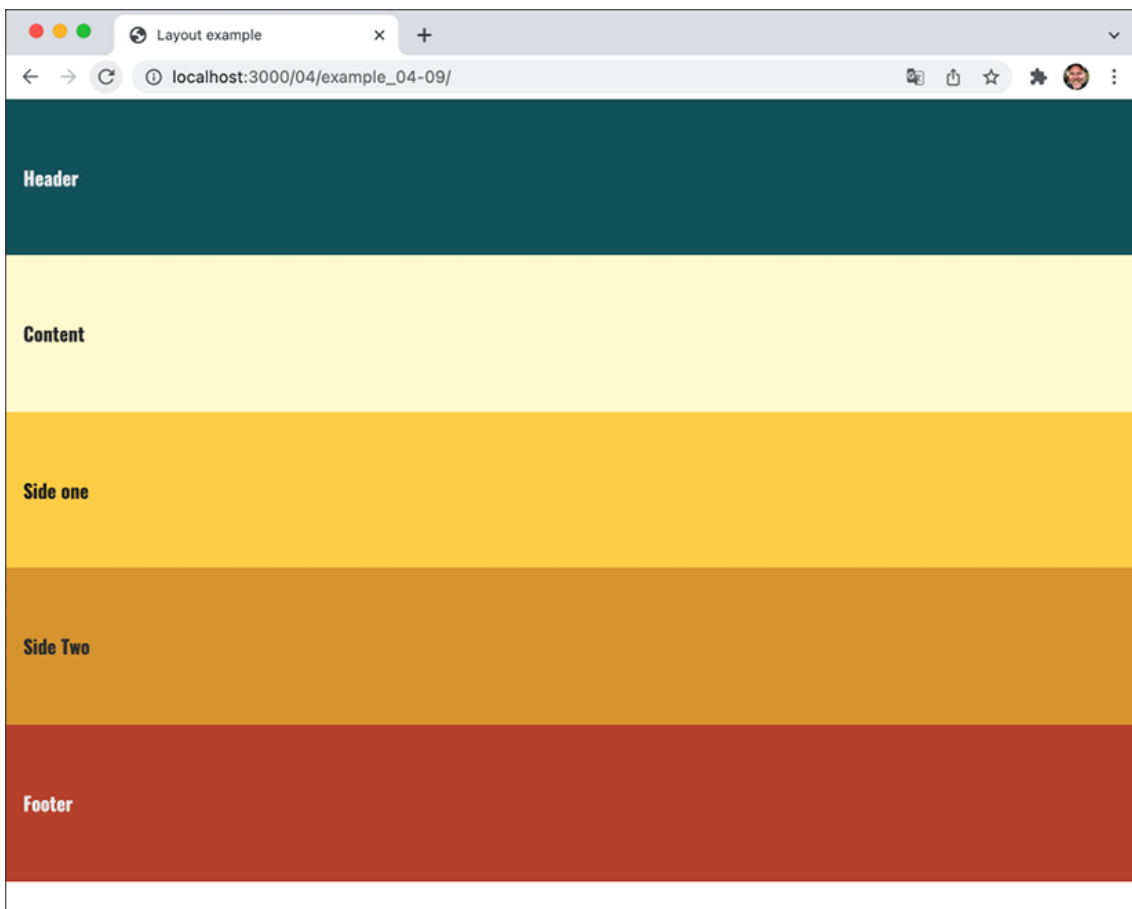 Layout example
localhost:3000/04/example_04-09/
Header
Content
Side one
Side Two
Footer